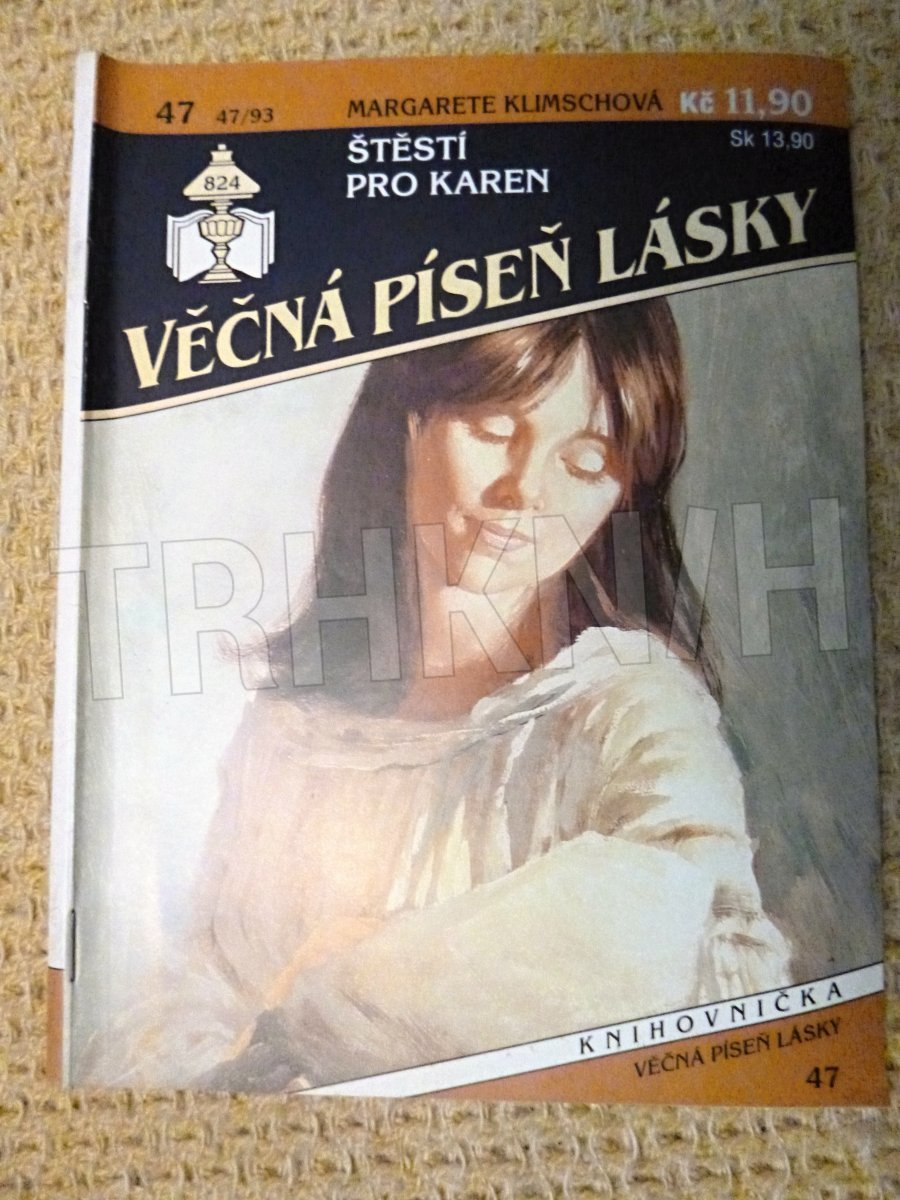 47 47/93 MARGARETE KLIMSCHOVÁ Kč 11,90
Sk 13,90
824
ŠTĚSTÍ
PRO KAREN
VĚČNÁ PÍSEŇ LÁSKY
TRHKNIH
KNIHOVNIČKA
VĚČNÁ PÍSEŇ LÁSKY
47